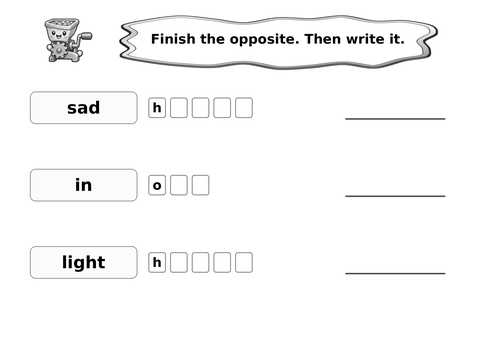 Finish the opposite. Then write it.
sad h
in o
light h